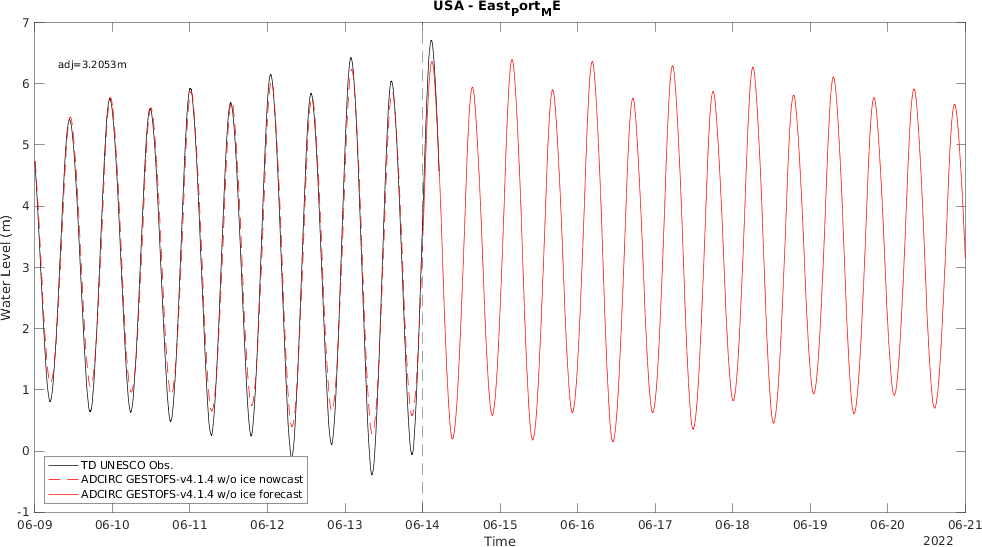 USA - EastPortME
adj=3.2053m
7
6
5
4
3
2
1
0
-1
Water Level (m)
TD UNESCO Obs.
ADCIRC GESTOFS-v4.1.4 w/o ice nowcast
ADCIRC GESTOFS-v4.1.4 w/o ice forecast
06-09 06-10 06-11 06-12 06-13 06-14 06-15 06-16 06-17 06-18 06-19 06-20 06-21
Time
2022